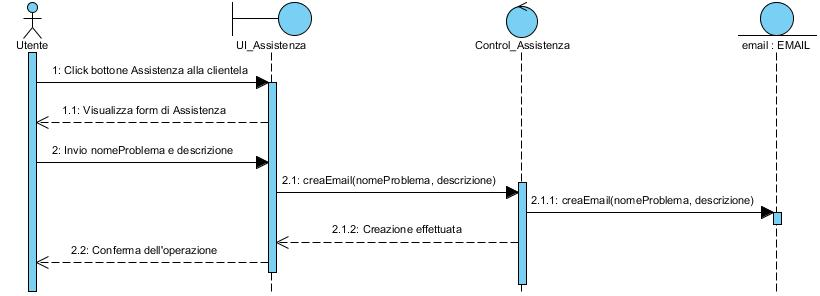 Utente
UI_Assistenza
Control_Assistenza
email : EMAIL
1: Click bottone Assistenza alla clientela
1.1: Visualizza form di Assistenza
2: Invio nomeProblema e descrizione
2.1: creaEmail(nomeProblema, descrizione)
2.1.1: creaEmail(nomeProblema, descrizione)
2.1.2: Creazione effettuata
2.2: Conferma dell'operazione